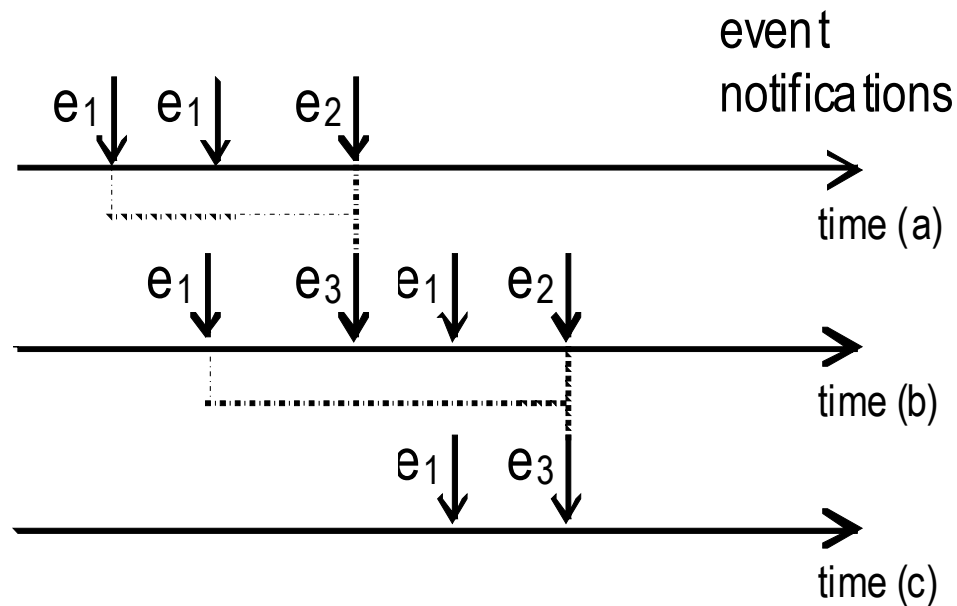 event
notifications
e1 e1 e2
time (a)
e1 e3 e1 e2
time (b)
e1 e3
time (c)